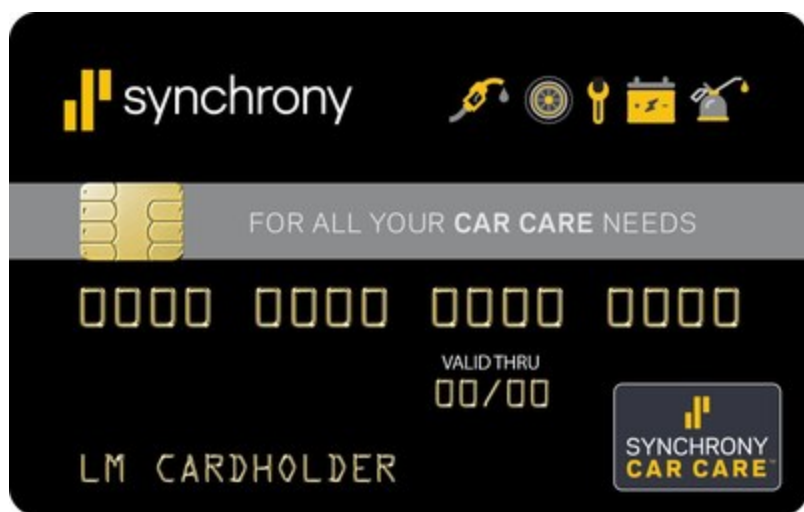 synchrony
FOR ALL YOUR CAR CARE NEEDS
0000 0000 0000 0000
VALID THRU
00/00
LM CARDHOLDER
SYNCHRONY
CAR CARE™